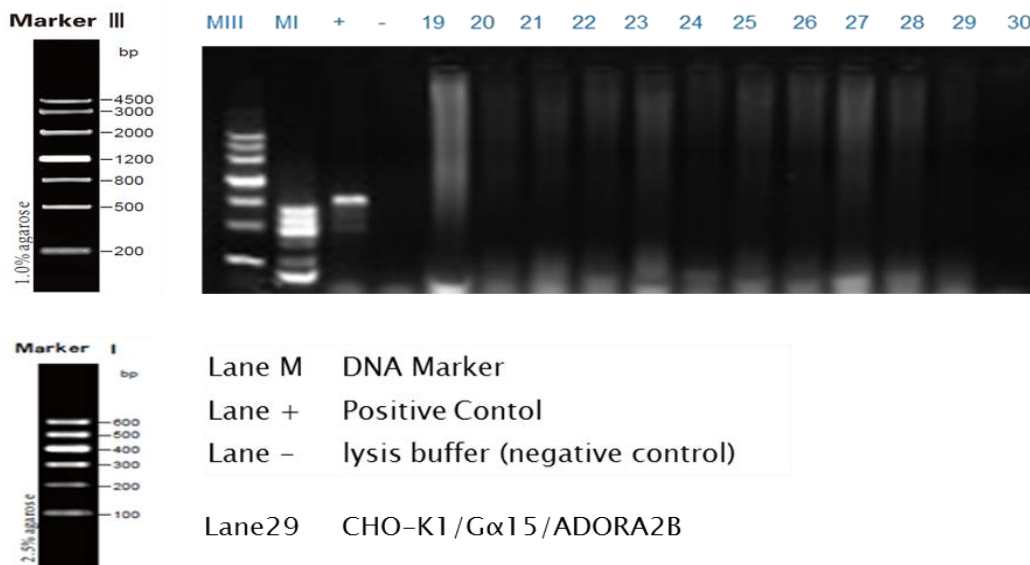 Marker III
bp
4500
3000
2000
1200
800
500
200
1.0% agarose
MIII MI + - 19 20 21 22 23 24 25 26 27 28 29 30
Marker I
bp
600
500
400
300
200
100
2.5% agarose
Lane M DNA Marker
Lane + Positive Contol
Lane - lysis buffer (negative control)
Lane29 CHO-K1/Gα15/ADORA2B